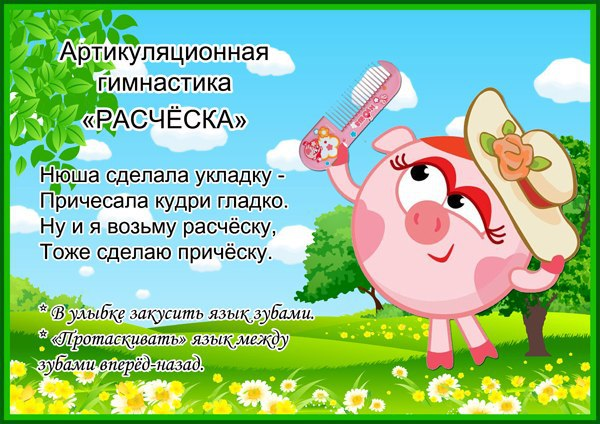 Артикуляционная
гимнастика
«РАСЧЁСКА»
Нюша сделала укладку -
Причесала кудри гладко.
Ну и я возьму расчёску,
Тоже сделаю причёску.
* В улыбке закусить язык зубами.
* «Протаскивать» язык между
зубами вперёд-назад.